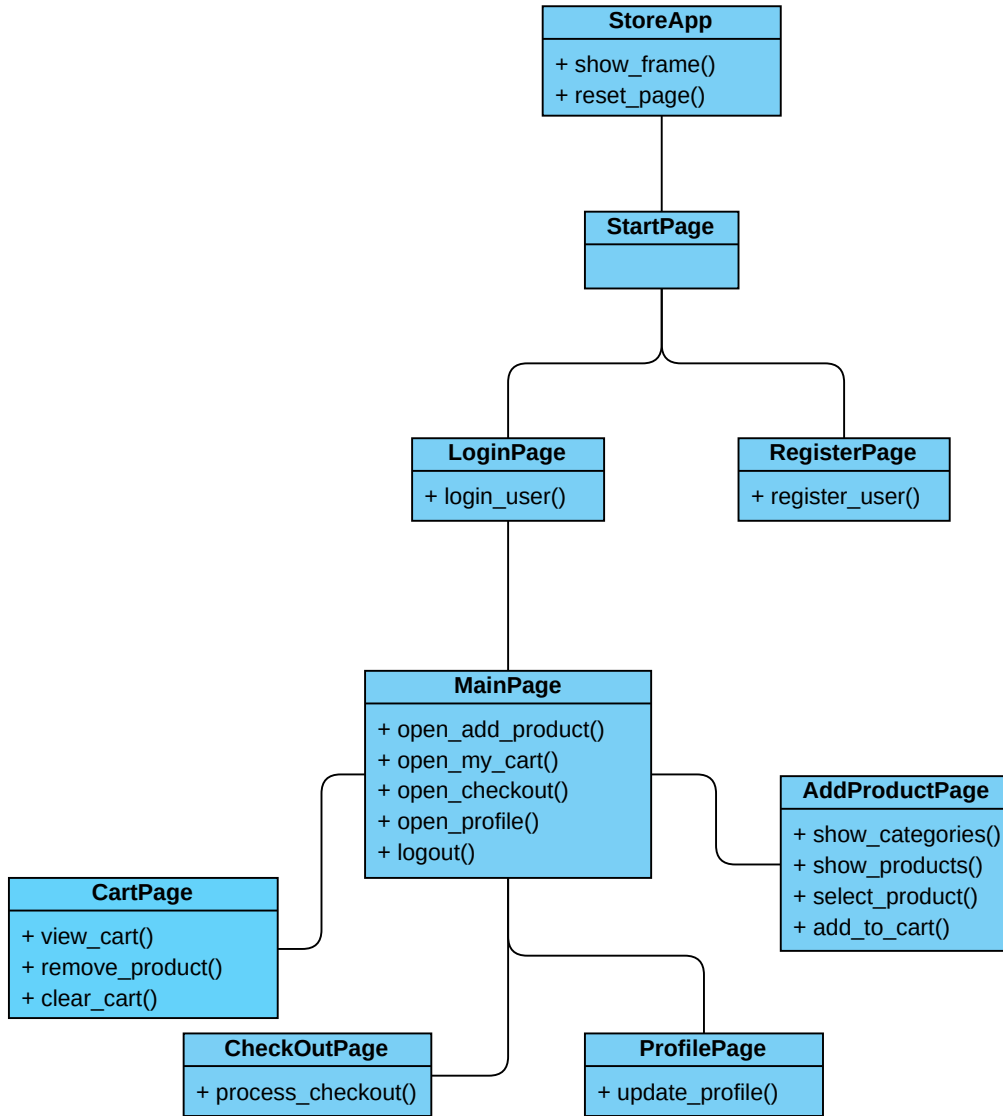 StoreApp
+ show_frame()
+ reset_page()
StartPage
LoginPage
+ login_user()
RegisterPage
+ register_user()
MainPage
+ open_add_product()
+ open_my_cart()
+ open_checkout()
+ open_profile()
+ logout()
AddProductPage
+ show_categories()
+ show_products()
+ select_product()
+ add_to_cart()
CartPage
+ view_cart()
+ remove_product()
+ clear_cart()
CheckOutPage
+ process_checkout()
ProfilePage
+ update_profile()